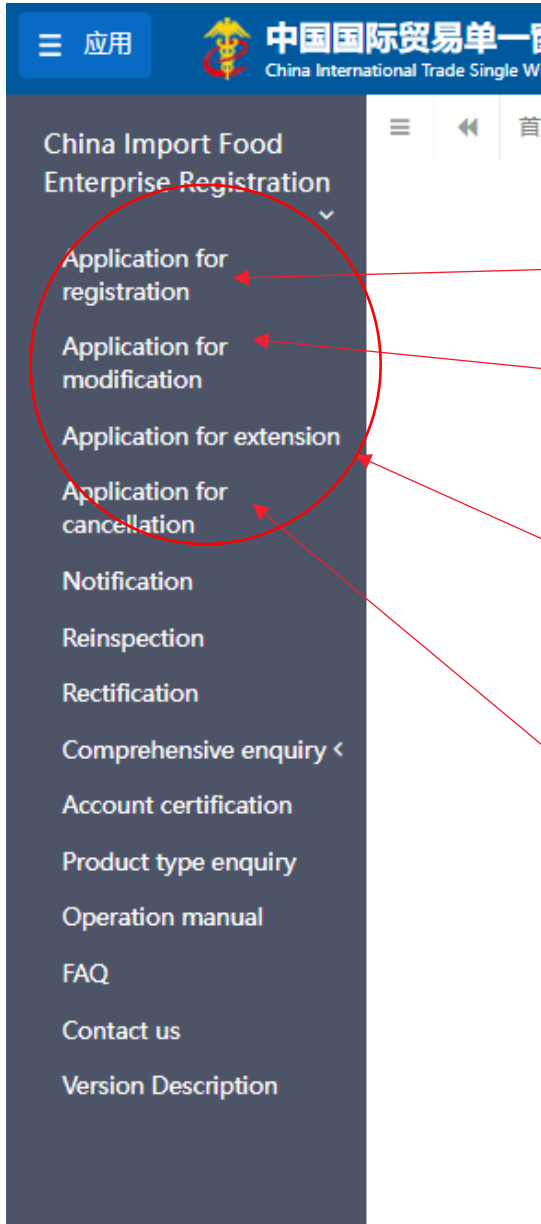 应用
中国国际贸易单一
China International Trade Single W
首
China Import Food
Enterprise Registration
Application for
registration
Application for
modification
Application for extension
Application for
cancellation
Notification
Reinspection
Rectification
Comprehensive enquiry
Account certification
Product type enquiry
Operation manual
FAQ
Contact us
Version Description